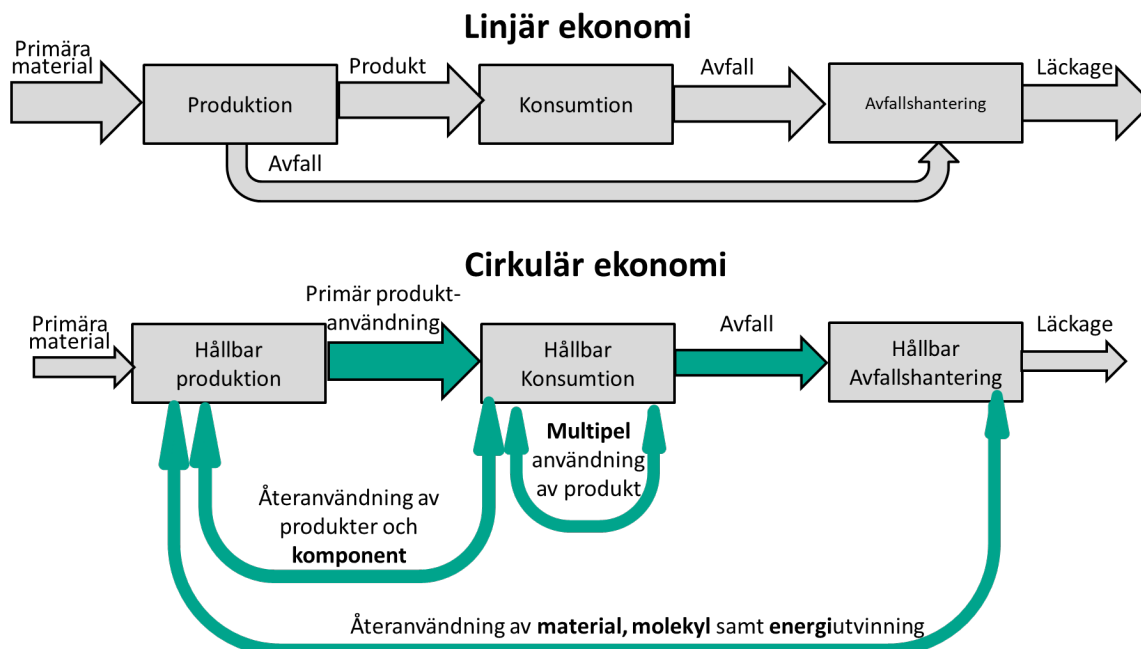 Linjär ekonomi
Primära
material
Produkt
Avfall
Läckage
Produktion
Konsumtion
Avfallshantering
Avfall
Cirkulär ekonomi
Primär produkt-
användning
Primära
material
Avfall
Läckage
Hållbar
produktion
Hållbar
Konsumtion
Hållbar
Avfallshantering
Multipel
användning
av produkt
Återanvändning av
produkter och
komponent
Återanvändning av material, molekyl samt energiutvinning